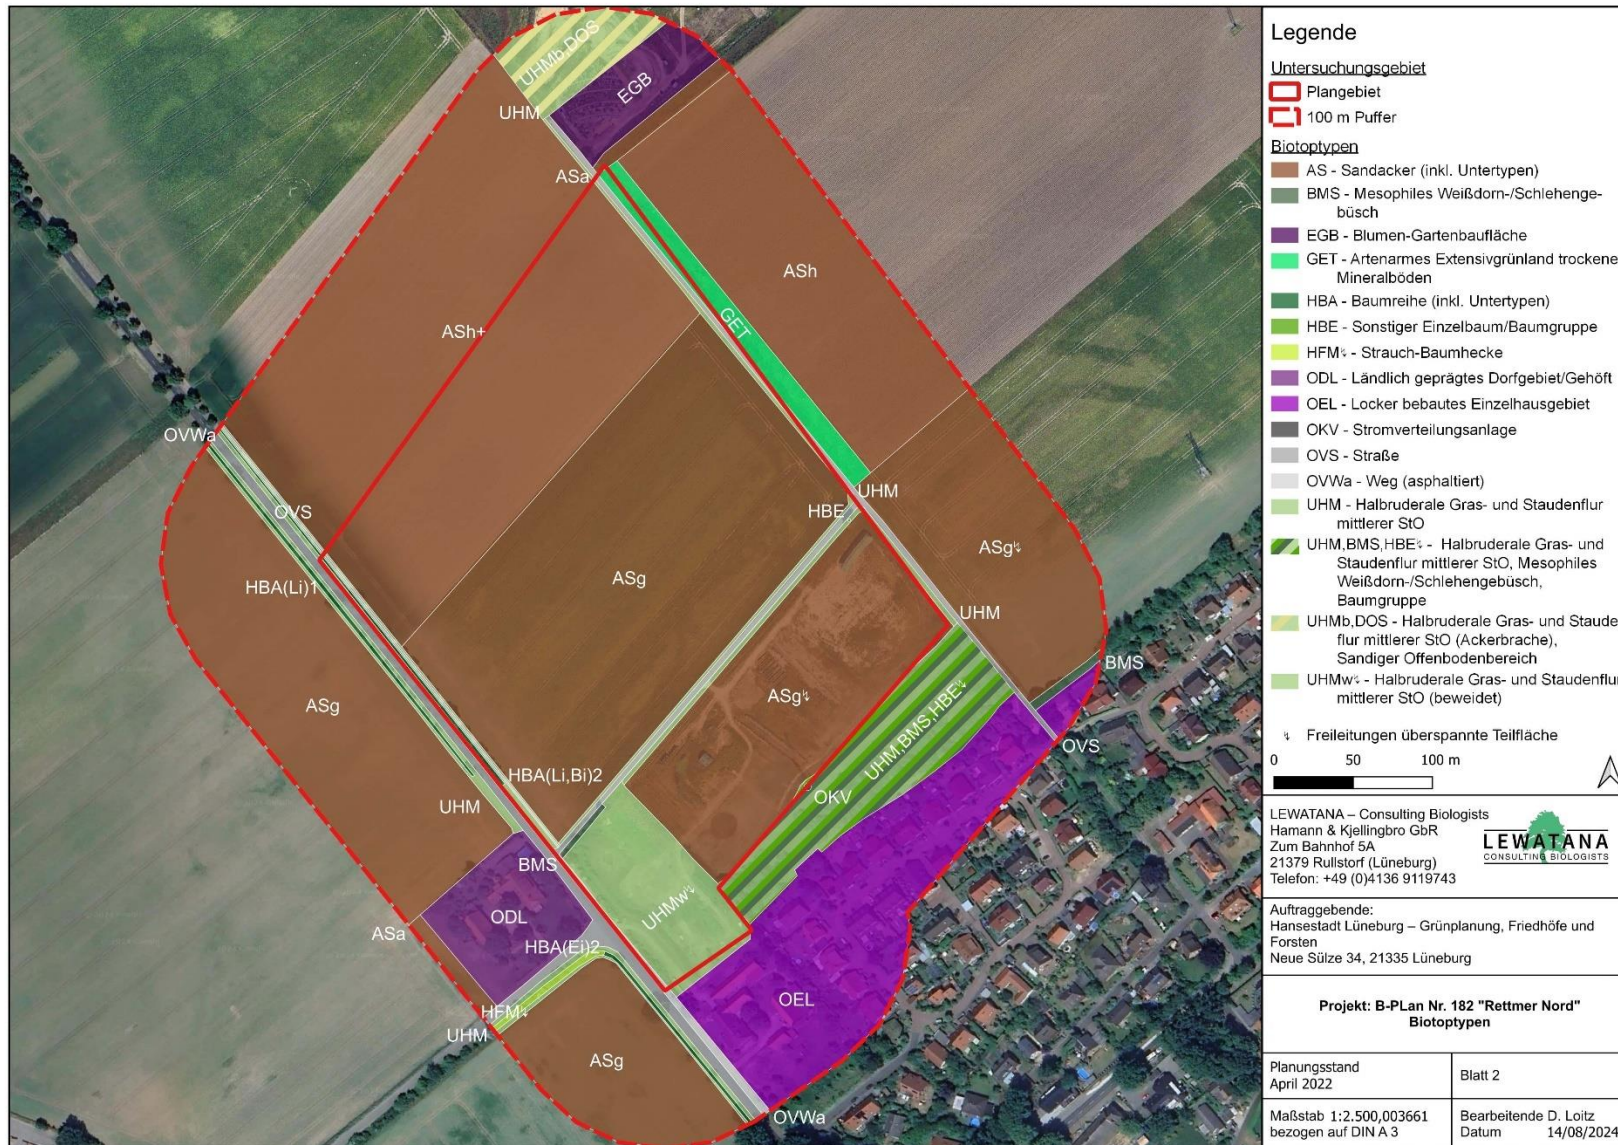 UHMb,DOS
EGB
UHM
ASa
ASh
ASh+
GET
OVWa
OVS
UHM
HBE
ASg↯
HBA(Li)1
ASg
UHM
ASg
ASg↯
BMS
UHM,BMS,HBE↯
OVS
HBA(Li,Bi)2
OKV
UHM
BMS
UHMw↯
ODL
ASa
HBA(Ei)2
OEL
HFM↯
UHM
ASg
OVWa
Legende
Untersuchungsgebiet
Plangebiet
100 m Puffer
Biotoptypen
AS - Sandacker (inkl. Untertypen)
BMS - Mesophiles Weißdorn-/Schlehenge-
büsch
EGB - Blumen-Gartenbaufläche
GET - Artenarmes Extensivgrünland trockene
Mineralböden
HBA - Baumreihe (inkl. Untertypen)
HBE - Sonstiger Einzelbaum/Baumgruppe
HFM↯ - Strauch-Baumhecke
ODL - Ländlich geprägtes Dorfgebiet/Gehöft
OEL - Locker bebautes Einzelhausgebiet
OKV - Stromverteilungsanlage
OVS - Straße
OVWa - Weg (asphaltiert)
UHM - Halbruderale Gras- und Staudenflur
mittlerer StO
UHM,BMS,HBE↯ - Halbruderale Gras- und
Staudenflur mittlerer StO, Mesophiles
Weißdorn-/Schlehengebüsch,
Baumgruppe
UHMb,DOS - Halbruderale Gras- und Staude
flur mittlerer StO (Ackerbrache),
Sandiger Offenbodenbereich
UHMw↯ - Halbruderale Gras- und Staudenflur
mittlerer StO (beweidet)
↯ Freileitungen überspannte Teilfläche
0 50 100 m
LEWATANA – Consulting Biologists
Hamann & Kjellingbro GbR
Zum Bahnhof 5A
21379 Rullstorf (Lüneburg)
Telefon: +49 (0)4136 9119743
LEWATANA
CONSULTING BIOLOGISTS
Auftraggebende:
Hansestadt Lüneburg – Grünplanung, Friedhöfe und
Forsten
Neue Sülze 34, 21335 Lüneburg
Projekt: B-PLan Nr. 182 "Rettmer Nord"
Biotoptypen
Planungsstand
April 2022
Blatt 2
Maßstab 1:2.500,003661
bezogen auf DIN A 3
Bearbeitende D. Loitz
Datum 14/08/2024